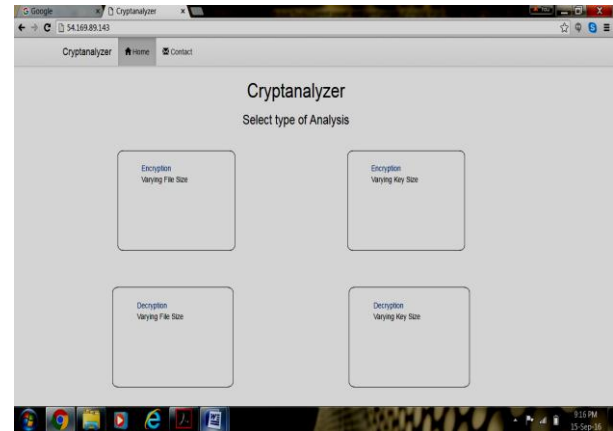 Google
Cryptanalyzer
54.169.89.143
Cryptanalyzer Home Contact
Cryptanalyzer
Select type of Analysis
Encryption
Varying File Size
Encryption
Varying Key Size
Decryption
Varying File Size
Decryption
Varying Key Size
9:16 PM
15-Sep-16